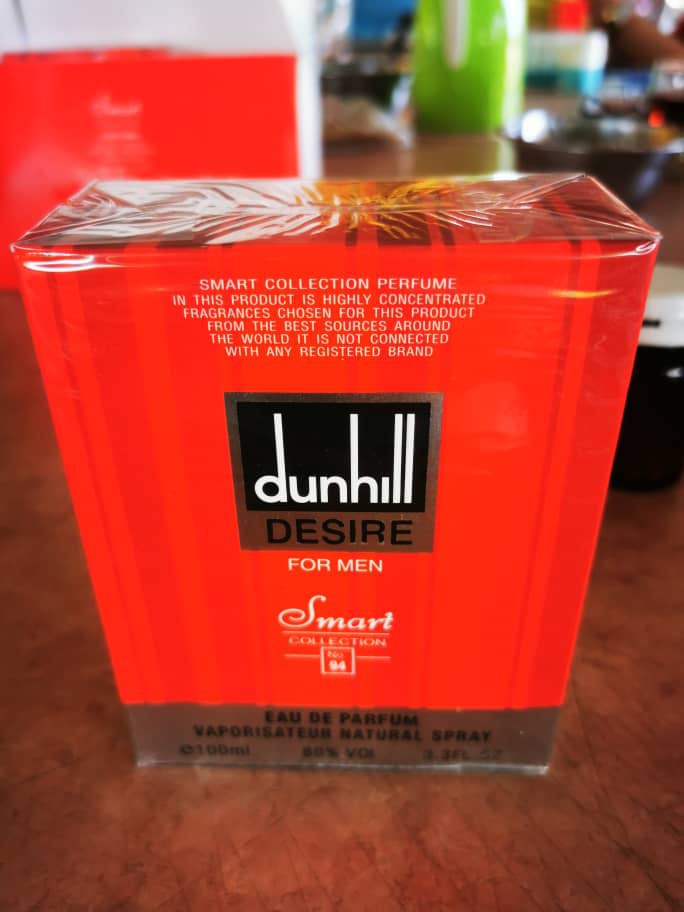 Smart
SMART COLLECTION PERFUME
IN THIS PRODUCT IS HIGHLY CONCENTRATED
FRAGRANCES CHOSEN FOR THIS PRODUCT
FROM THE BEST SOURCES AROUND
THE WORLD IT IS NOT CONNECTED
WITH ANY REGISTERED BRAND
dunhill
DESIRE
FOR MEN
Smart
COLLECTION
No
94
EAU DE PARFUM
VAPORISATEUR NATURAL SPRAY
100ml 80% VOL 3.3FL